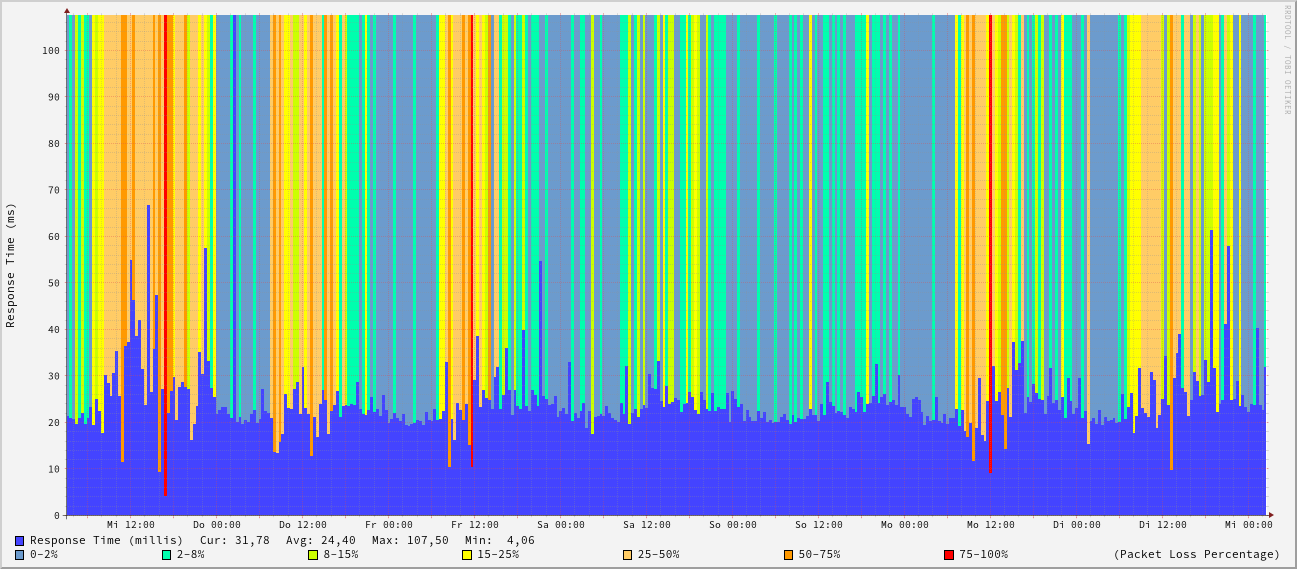 RRDTOOL / TOBI OETIKER
Response Time (ms)
100
90
80
70
60
50
40
30
20
10
0
Mi 12:00 Do 00:00 Do 12:00 Fr 00:00 Fr 12:00 Sa 00:00 Sa 12:00 So 00:00 So 12:00 Mo 00:00 Mo 12:00 Di 00:00 Di 12:00 Mi 00:00
Response Time (millis) Cur: 31,78 Avg: 24,40 Max: 107,50 Min: 4,06
0-2% 2-8% 8-15% 15-25% 25-50% 50-75% 75-100% (Packet Loss Percentage)